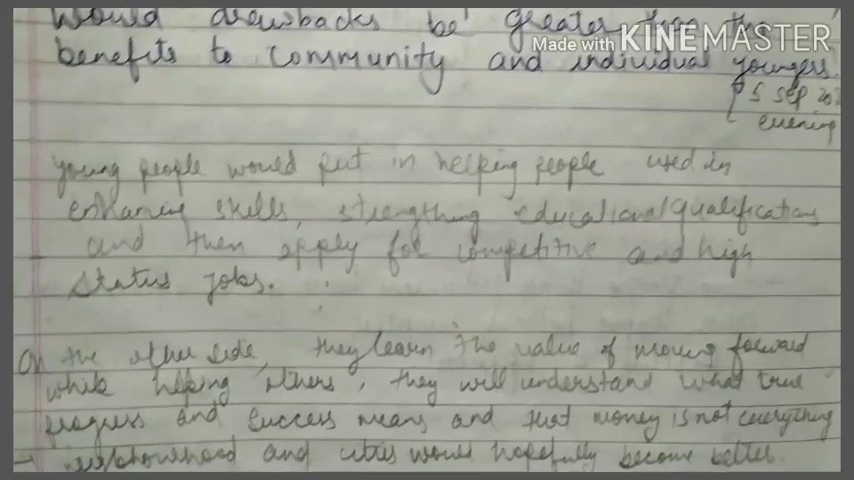 would drawbacks be greater than the
Made with KINEMASTER
benefits to community and individual youngers.
5 Sep
evening
young people would put in helping people used in
enhancing skills, strengthing educational qualifications
and then apply for competitive and high
status jobs.
On the other side, they learn the value of moving forward
while helping others, they will understand what true
progress and success means and that money is not everything
→ neighbourhood and cities would hopefully become better.